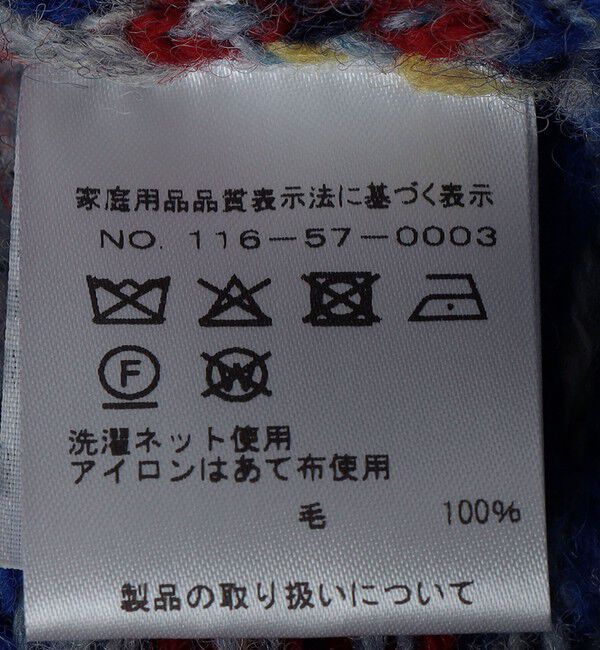 家庭用品品質表示法に基づく表示
NO. 116-57-0003
F W
洗濯ネット使用
アイロンはあて布使用
毛 100%
製品の取り扱いについて